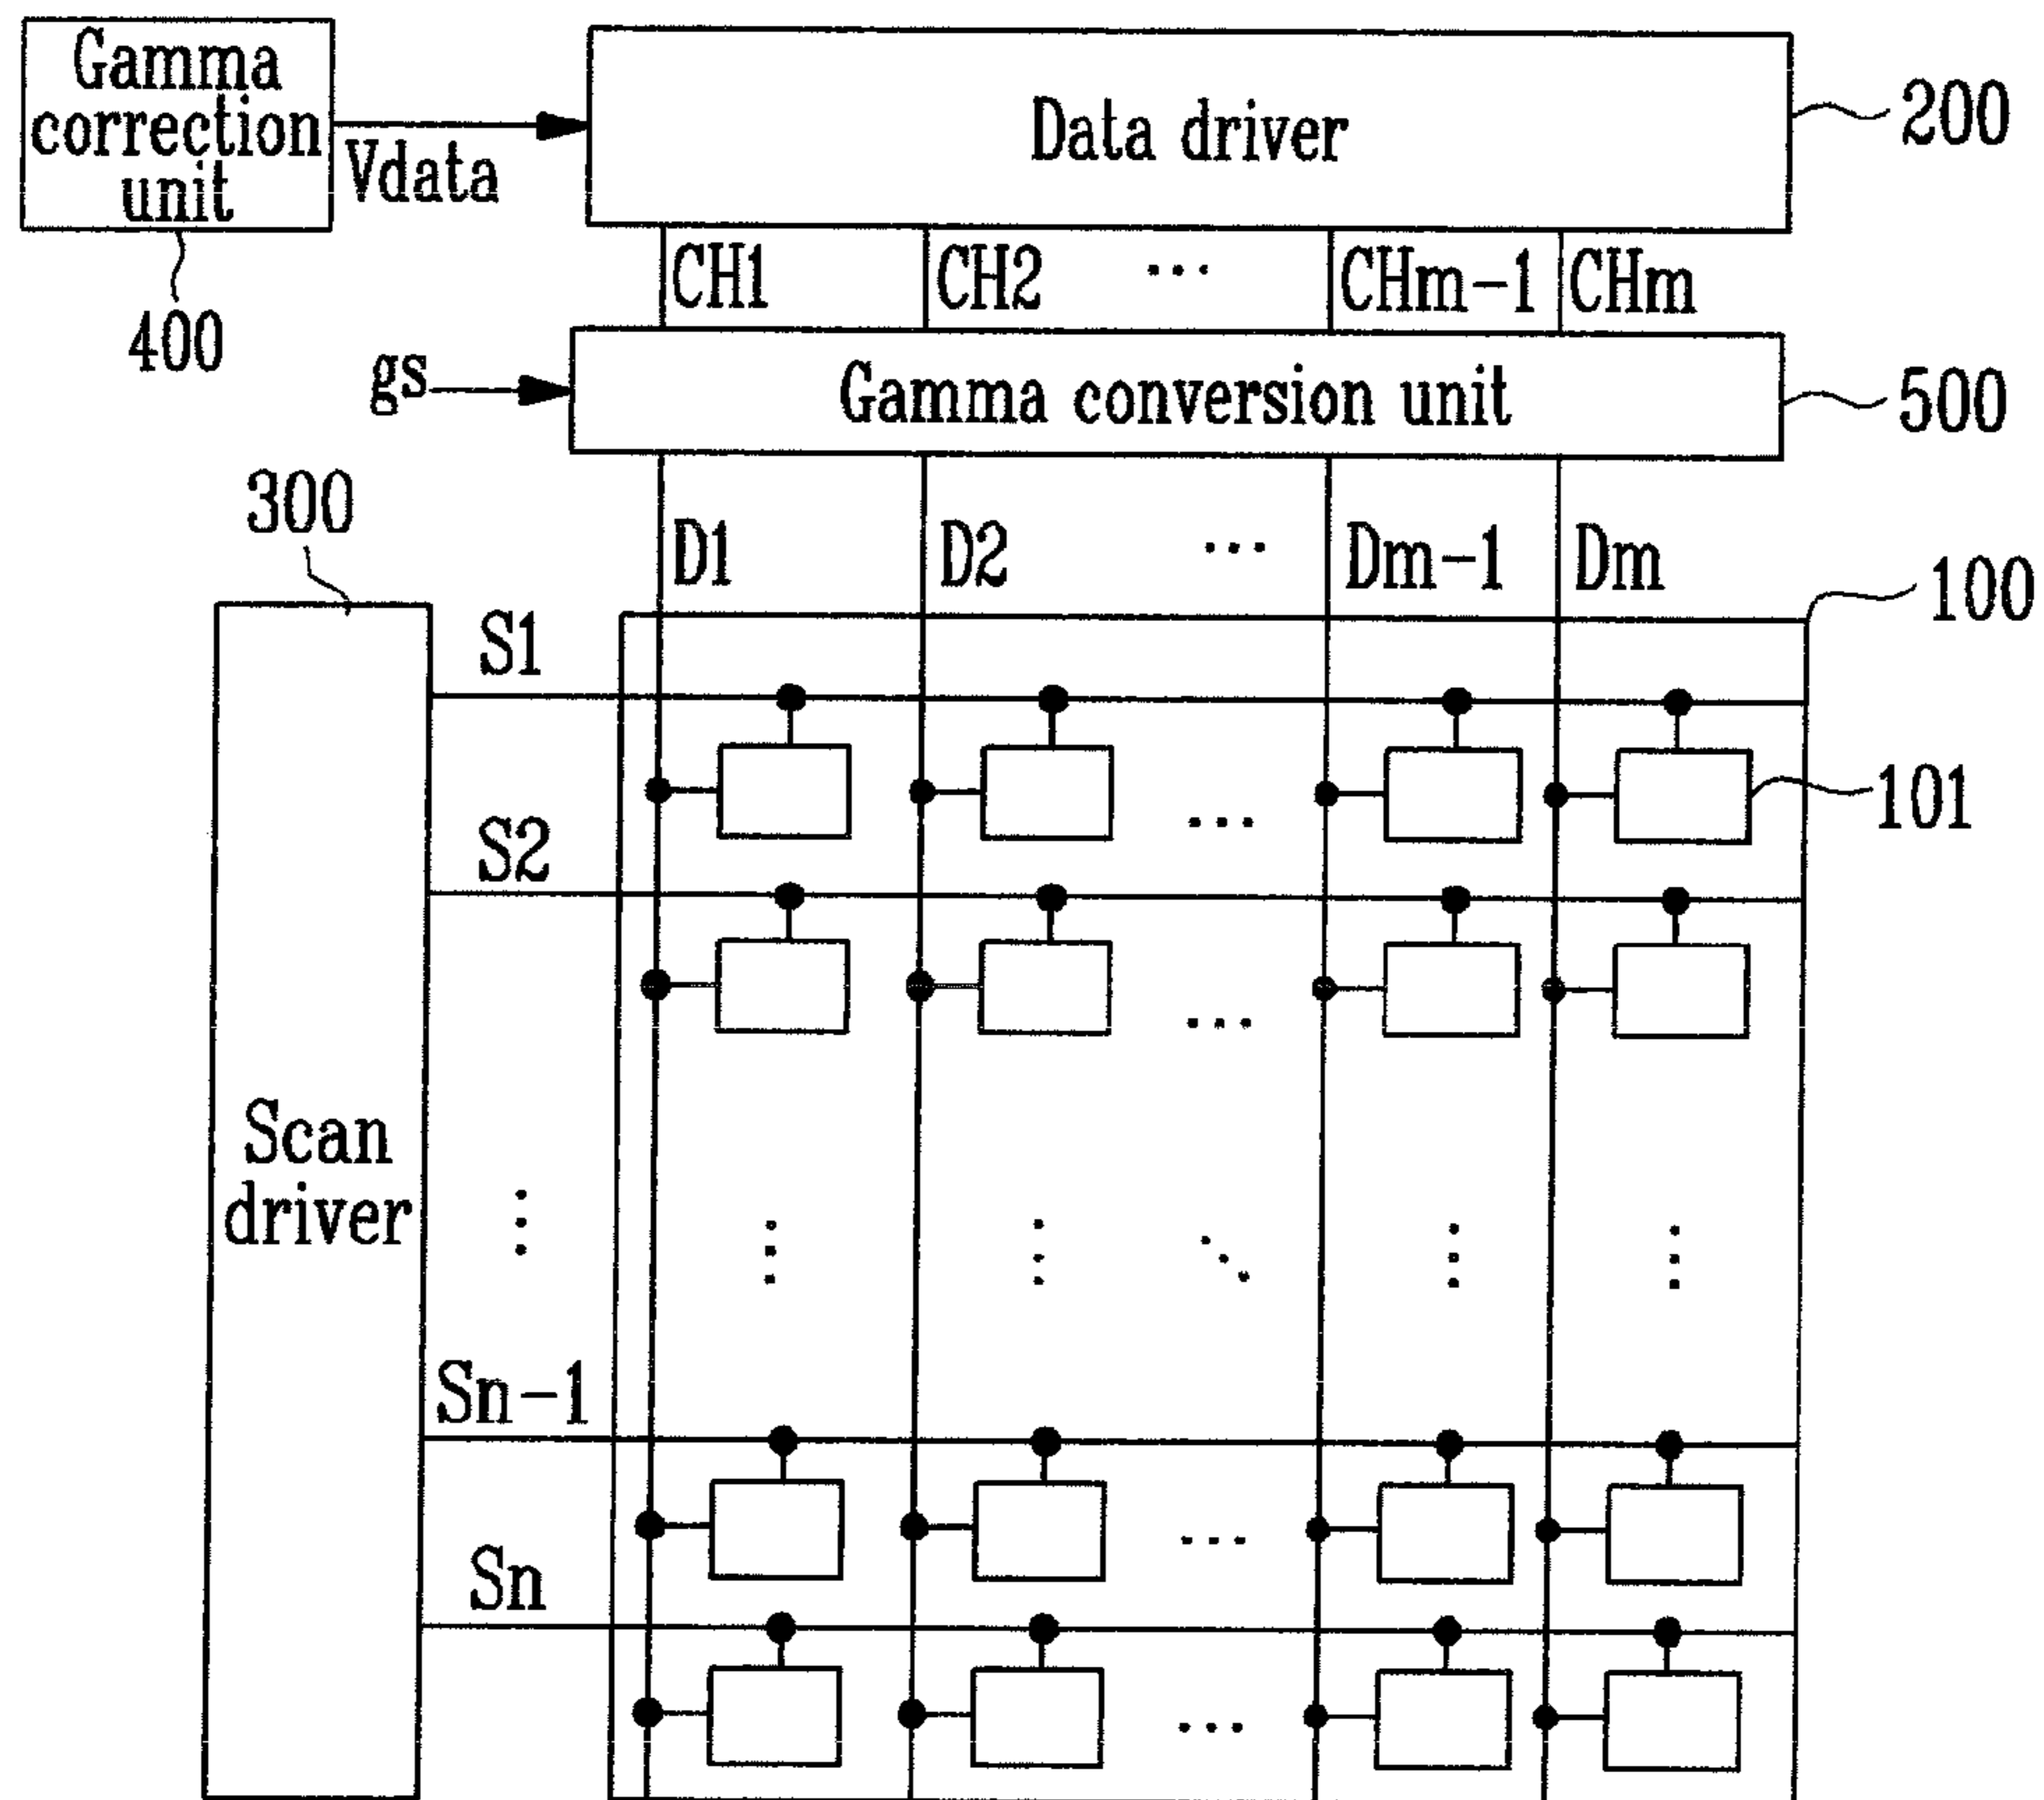 Gamma
correction
unit
Vdata
Data driver
200
400
CH1 CH2 ... CHm-1 CHm
gs
Gamma conversion unit
500
300
D1 D2 ... Dm-1 Dm
100
S1
101
...
S2
...
Scan
driver
Sn-1
...
Sn
...